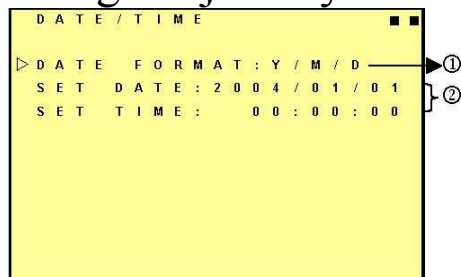 DATE/TIME ■■
▷DATE FORMAT:Y/M/D ①
SET DATE:2004/01/01
SET TIME: 00:00:00 ②